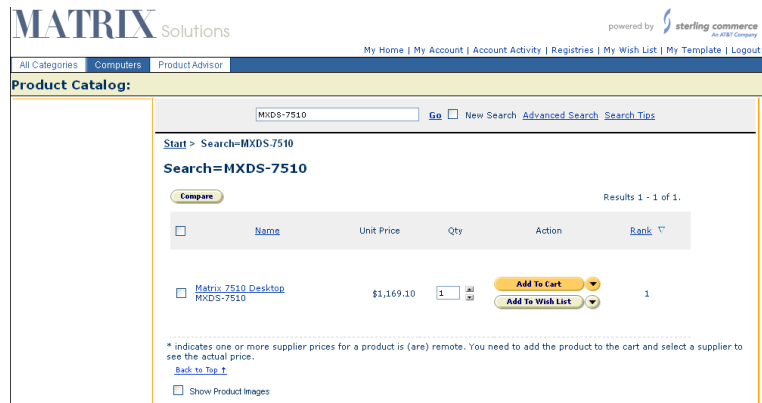 MATRIX Solutions
powered by sterling commerce
An AT&T Company
My Home | My Account | Account Activity | Registries | My Wish List | My Template | Logout
All Categories Computers Product Advisor
Product Catalog:
MXDS-7510 Go New Search Advanced Search Search Tips
Start > Search=MXDS-7510
Search=MXDS-7510
Compare Results 1 - 1 of 1.
Name Unit Price Qty Action Rank
Matrix 7510 Desktop
MXDS-7510
$1,169.10 1
Add To Cart
Add To Wish List
1
* indicates one or more supplier prices for a product is (are) remote. You need to add the product to the cart and select a supplier to
see the actual price.
Back to Top ↑
Show Product Images